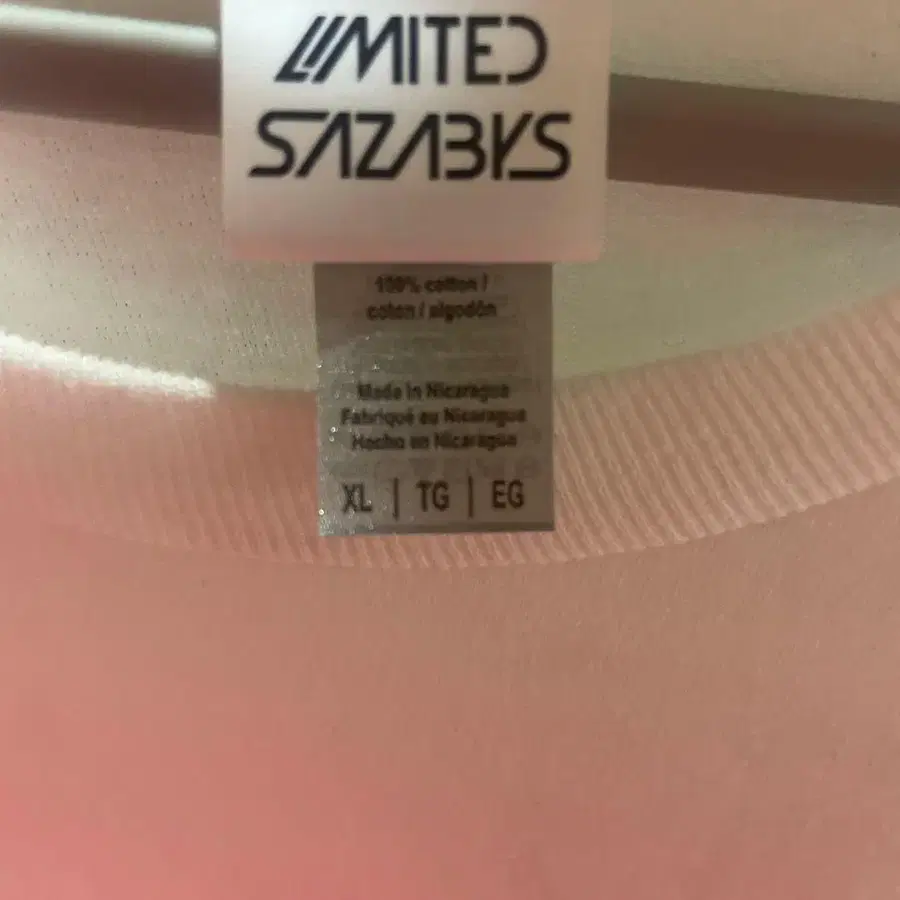 LIMITED
SAZABYS
100% cotton /
coton / algodón
Made in Nicaragua
Fabriqué au Nicaragua
Hecho en Nicaragua
XL | TG | EG